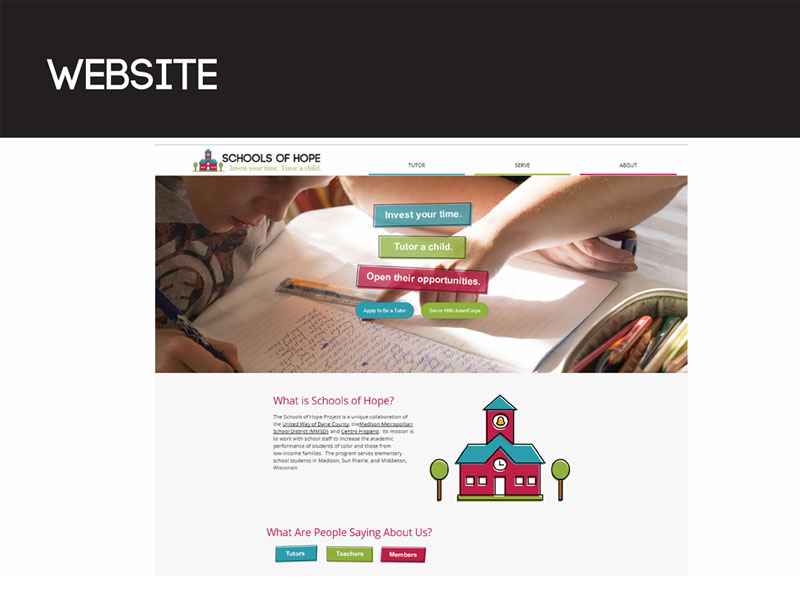 WEBSITE
SCHOOLS OF HOPE
Invest your time. Tutor a child.
TUTOR
SERVE
ABOUT
Invest your time.
Tutor a child.
Open their opportunities.
Apply to Be a Tutor
Serve With AmeriCorps
What is Schools of Hope?
The Schools of Hope Project is a unique collaboration of
the United Way of Dane County, theMadison Metropolitan
School District (MMSD), and Centro Hispano. Its mission is
to work with school staff to increase the academic
performance of students of color and those from
low-income families. The program serves elementary
school students in Madison, Sun Prairie, and Middleton,
Wisconsin.
What Are People Saying About Us?
Tutors
Teachers
Members